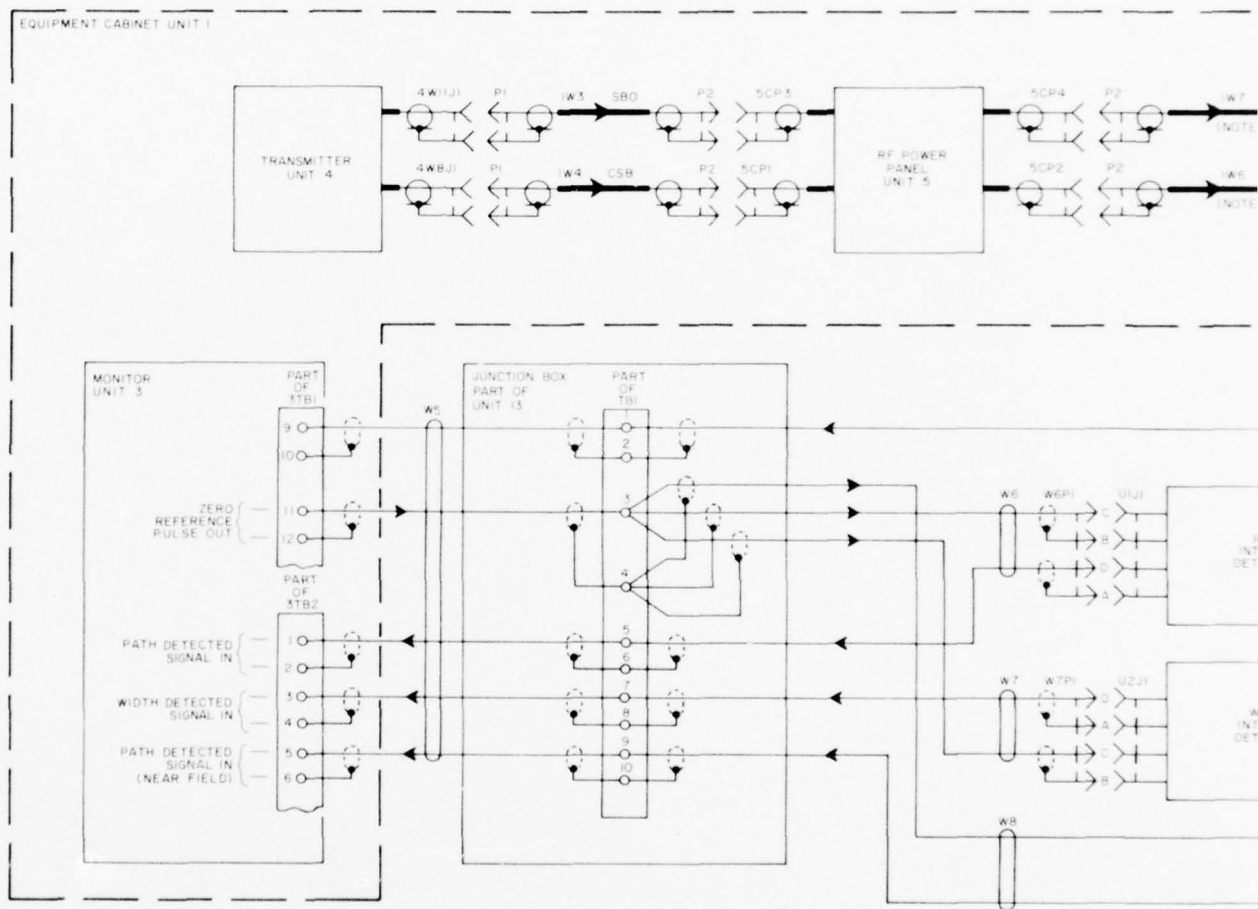 EQUIPMENT CABINET UNIT 1
4W11J1 P1 1W3 SBO P2 5CP3 5CP4 P2 1W7
(NOTE
TRANSMITTER
UNIT 4
RF POWER
PANEL
UNIT 5
4W8J1 P1 1W4 CSB P2 5CP1 5CP2 P2 1W6
(NOTE
MONITOR
UNIT 3
PART
OF
3TB1
JUNCTION BOX
PART OF
UNIT 13
PART
OF
TB1
W5
9
10
ZERO
REFERENCE
PULSE OUT
11
12
PART
OF
3TB2
PATH DETECTED
SIGNAL IN
1
2
WIDTH DETECTED
SIGNAL IN
3
4
PATH DETECTED
SIGNAL IN
(NEAR FIELD)
5
6
1
2
3
4
5
6
7
8
9
10
W6 W6P1 U1J1
C
B
D
A
INT
DET
W7 W7P1 U2J1
D
A
C
B
W
INT
DET
W8